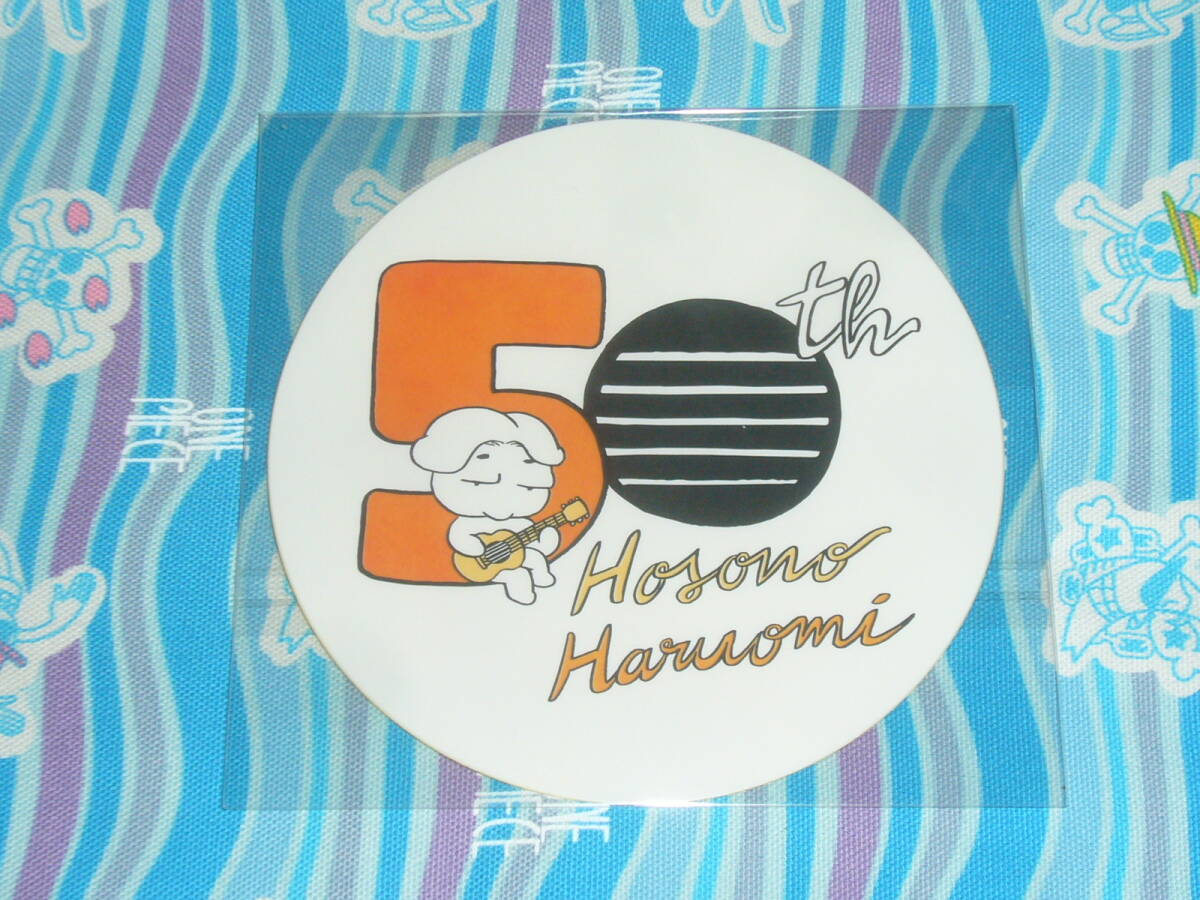 ONE
PIECE
50th
Hosono
Haruomi
ONE
PIECE
ONE
PIECE